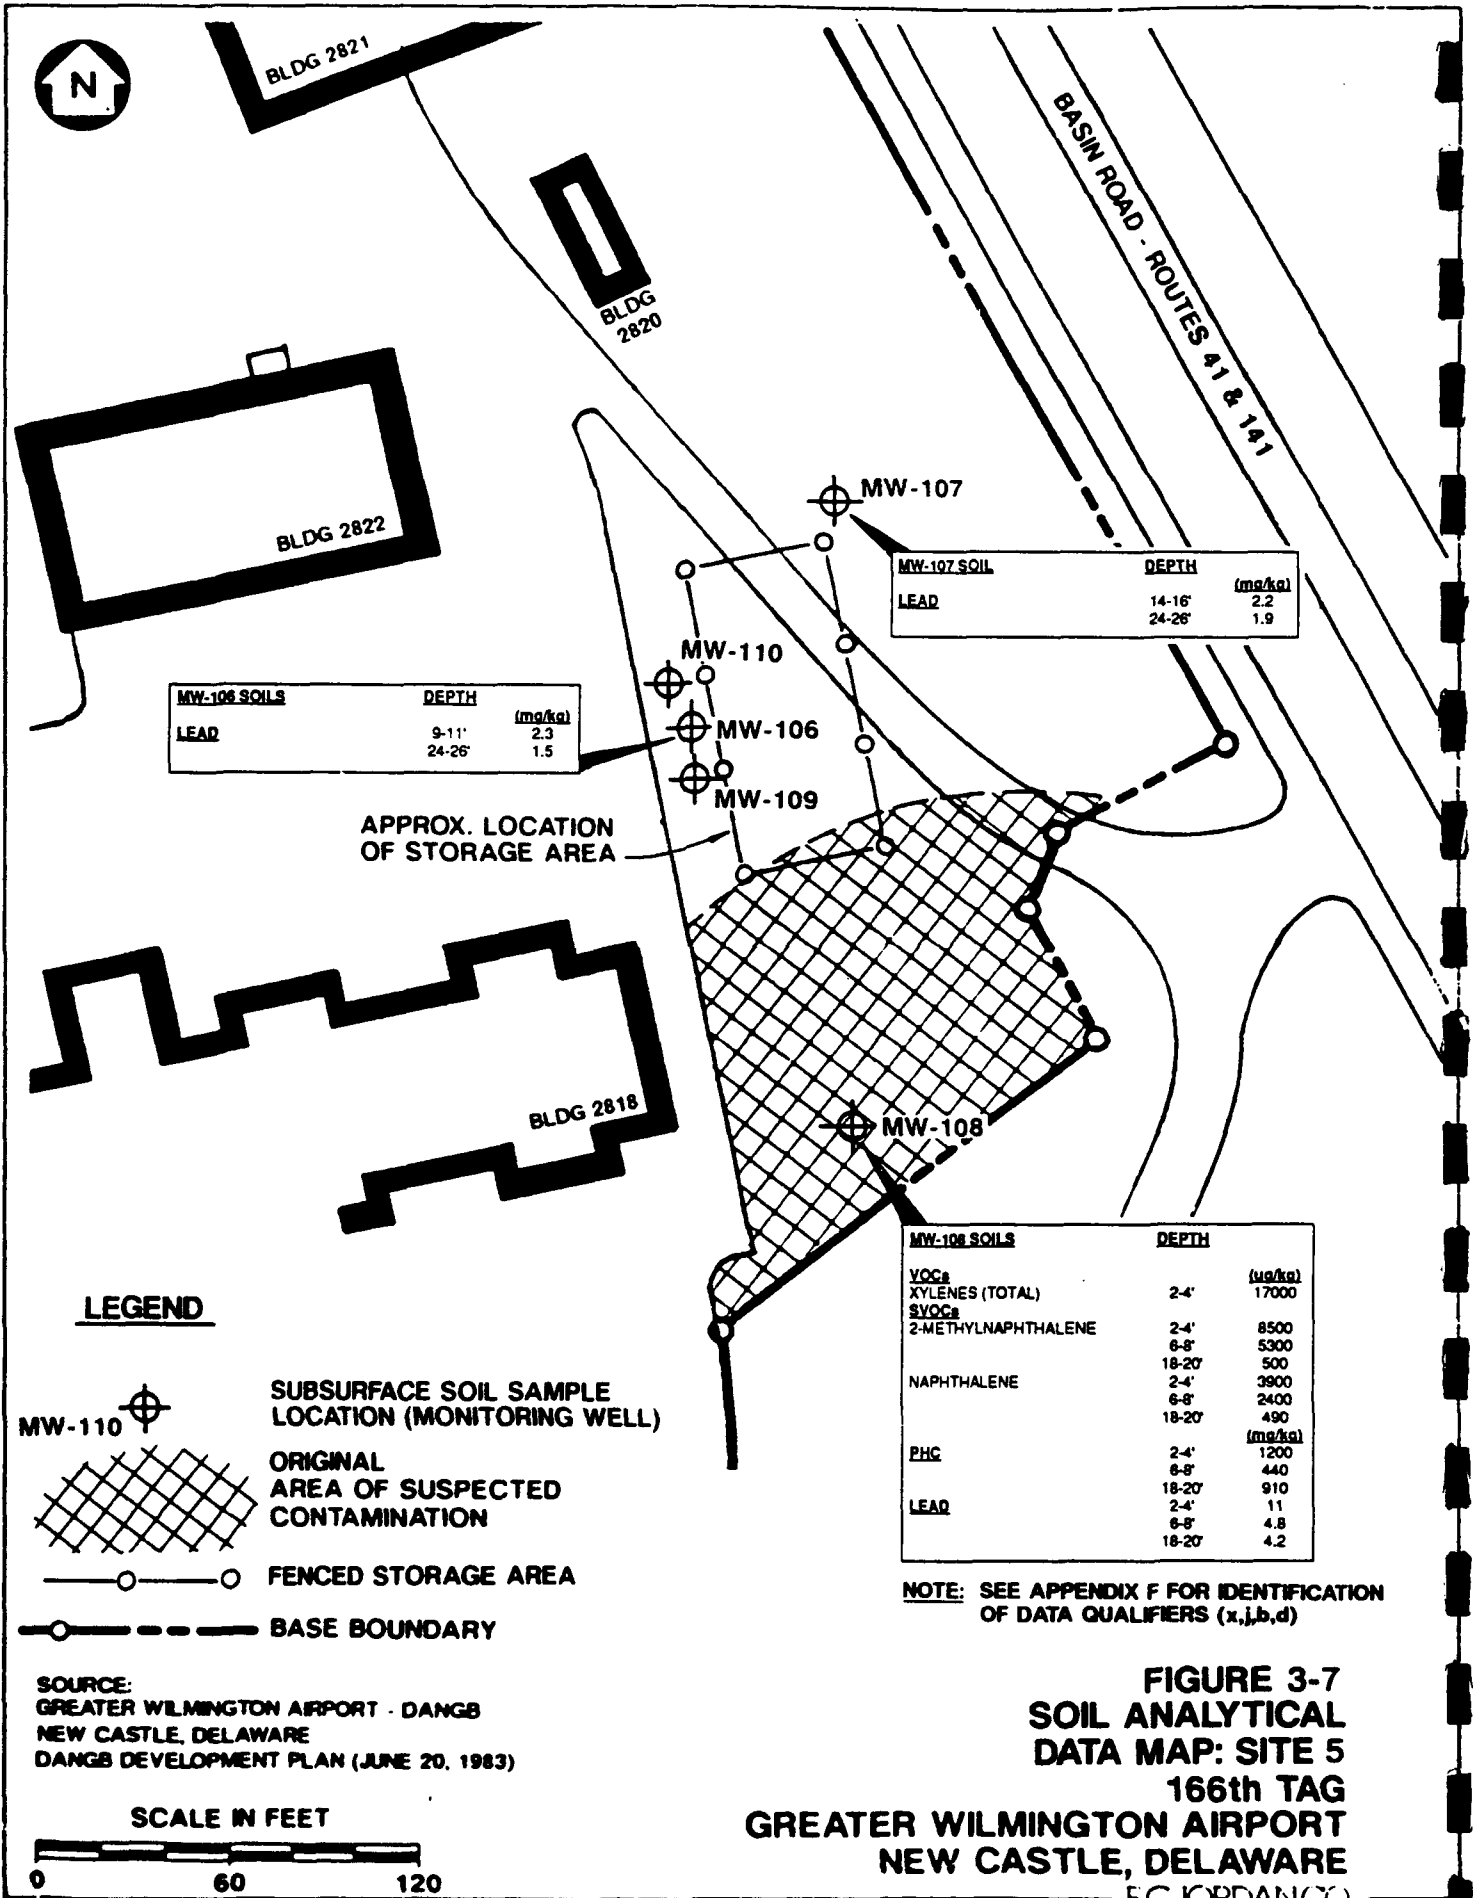 N
BLDG 2821
BASIN ROAD - ROUTES 41 & 141
BLDG
2820
BLDG 2822
MW-107
MW-107 SOIL DEPTH
(mg/kg)
LEAD 14-16' 2.2
24-26' 1.9
MW-110
MW-106 SOILS DEPTH
(mg/kg)
LEAD 9-11' 2.3
24-26' 1.5
MW-106
MW-109
APPROX. LOCATION
OF STORAGE AREA
BLDG 2818
MW-108
MW-108 SOILS DEPTH
VOCs (ug/kg)
XYLENES (TOTAL) 2-4' 17000
SVOCs
2-METHYLNAPHTHALENE 2-4' 8500
6-8' 5300
18-20' 500
NAPHTHALENE 2-4' 3900
6-8' 2400
18-20' 490
(mg/kg)
PHC 2-4' 1200
6-8' 440
18-20' 910
LEAD 2-4' 11
6-8' 4.8
18-20' 4.2
LEGEND
MW-110
SUBSURFACE SOIL SAMPLE
LOCATION (MONITORING WELL)
ORIGINAL
AREA OF SUSPECTED
CONTAMINATION
FENCED STORAGE AREA
BASE BOUNDARY
NOTE: SEE APPENDIX F FOR IDENTIFICATION
OF DATA QUALIFIERS (x,j,b,d)
SOURCE:
GREATER WILMINGTON AIRPORT - DANGB
NEW CASTLE, DELAWARE
DANGB DEVELOPMENT PLAN (JUNE 20, 1983)
SCALE IN FEET
0 60 120
FIGURE 3-7
SOIL ANALYTICAL
DATA MAP: SITE 5
166th TAG
GREATER WILMINGTON AIRPORT
NEW CASTLE, DELAWARE
E.C. JORDAN CO.